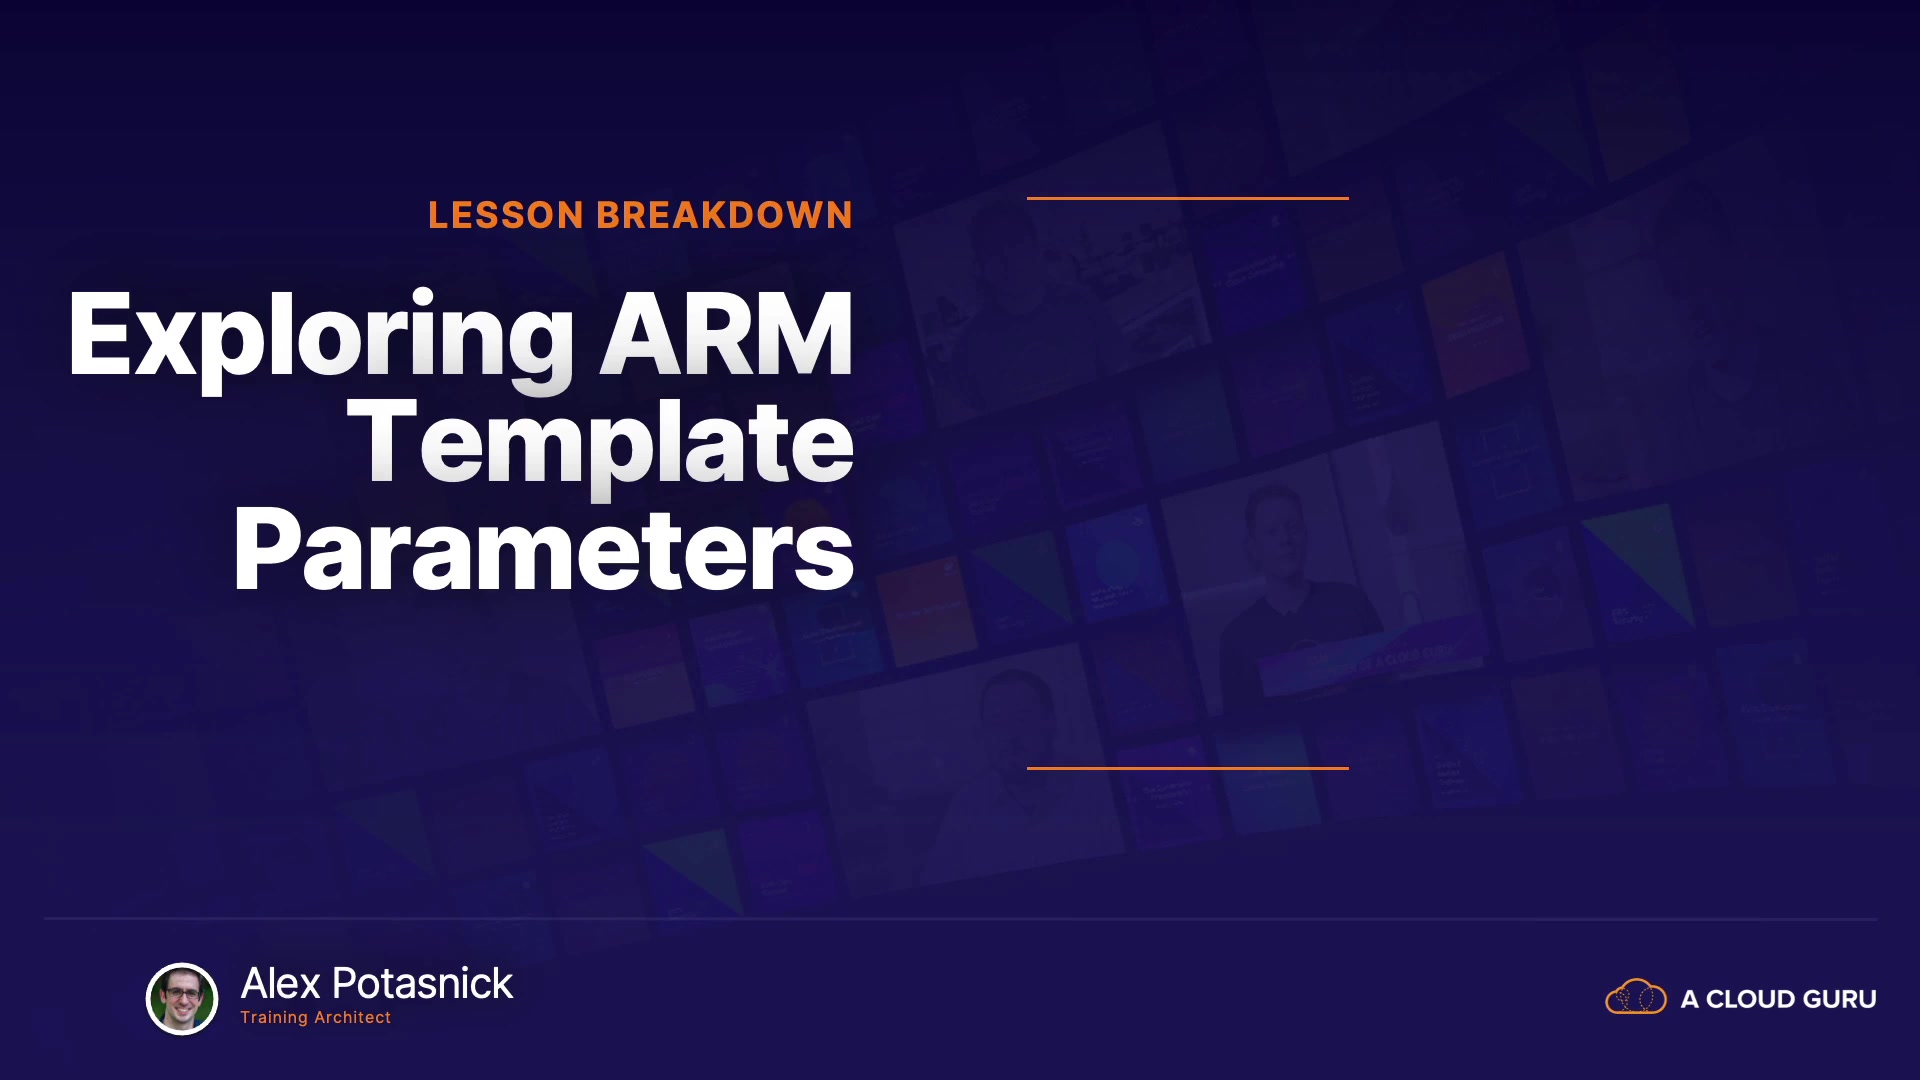 LESSON BREAKDOWN
Exploring ARM
Template
Parameters
Alex Potasnick
Training Architect
A CLOUD GURU